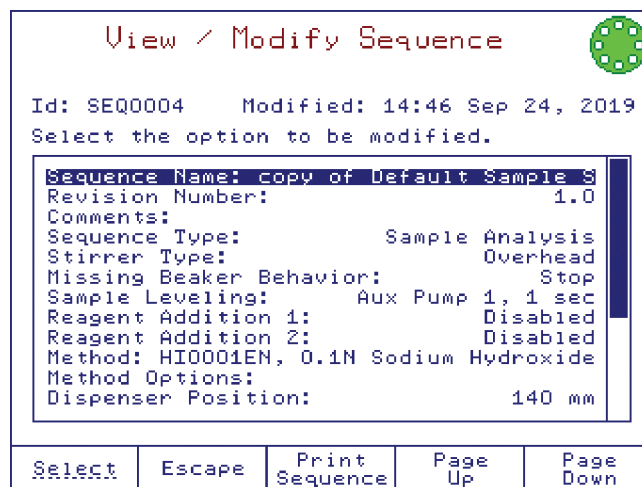 View / Modify Sequence
Id: SEQ0004 Modified: 14:46 Sep 24, 2019
Select the option to be modified.
Sequence Name: copy of Default Sample S
Revision Number: 1.0
Comments:
Sequence Type: Sample Analysis
Stirrer Type: Overhead
Missing Beaker Behavior: Stop
Sample Leveling: Aux Pump 1, 1 sec
Reagent Addition 1: Disabled
Reagent Addition 2: Disabled
Method: HI0001EN, 0.1N Sodium Hydroxide
Method Options:
Dispenser Position: 140 mm
Select Escape Print Sequence Page Up Page Down